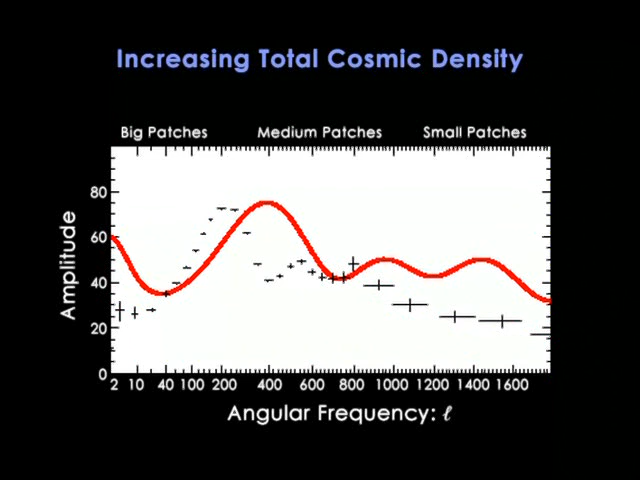 Increasing Total Cosmic Density
Big Patches Medium Patches Small Patches
80
60
40
20
0
2 10 40 100 200 400 600 800 1000 1200 1400 1600
Amplitude
Angular Frequency: ℓ